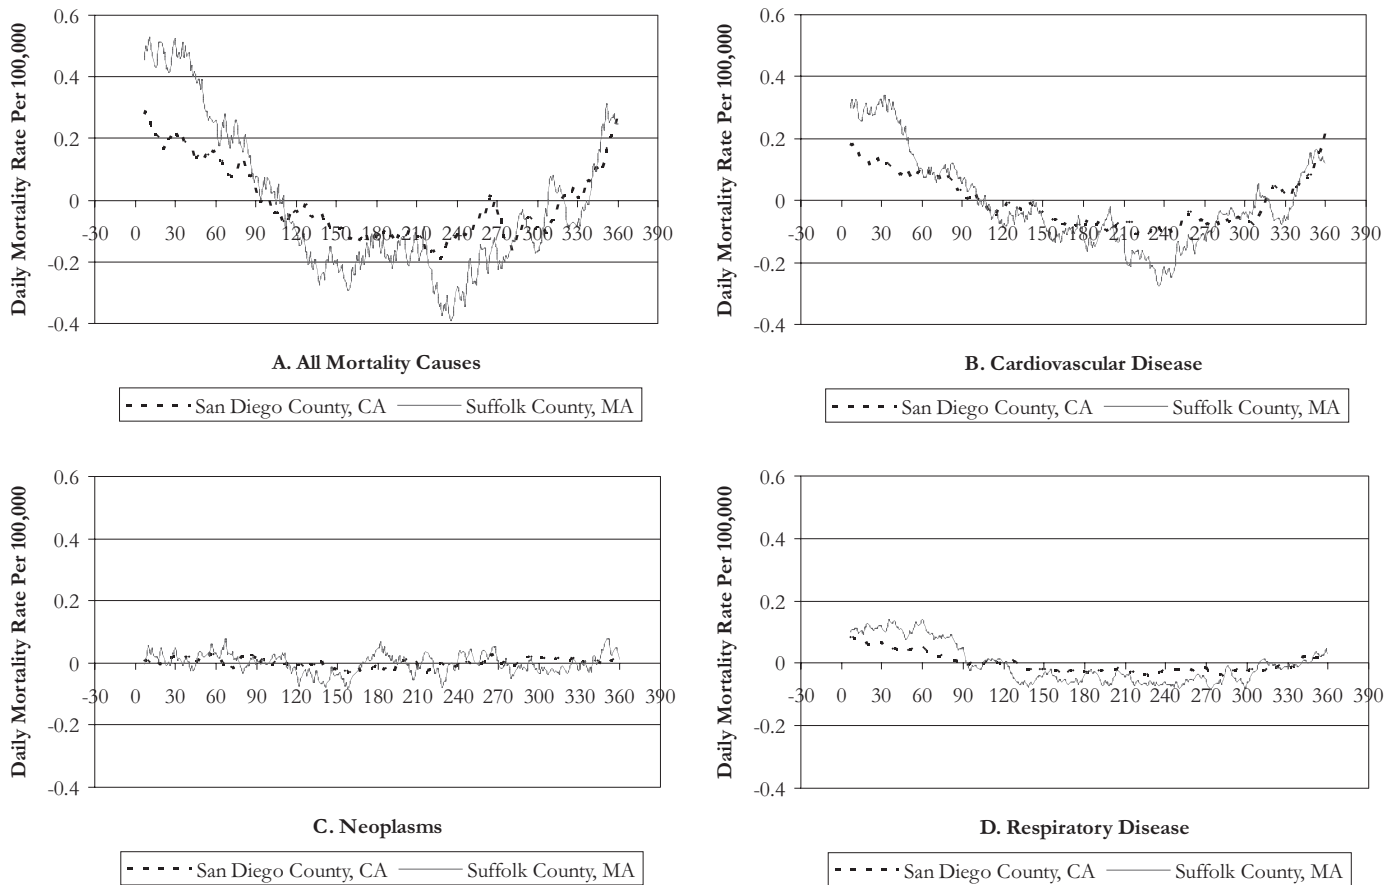 Daily Mortality Rate Per 100,000
0.6
0.4
0.2
0
-0.2
-0.4
-30 0 30 60 90 120 150 180 210 240 270 300 330 360 390
A. All Mortality Causes
San Diego County, CA Suffolk County, MA
Daily Mortality Rate Per 100,000
0.6
0.4
0.2
0
-0.2
-0.4
-30 0 30 60 90 120 150 180 210 240 270 300 330 360 390
B. Cardiovascular Disease
San Diego County, CA Suffolk County, MA
Daily Mortality Rate Per 100,000
0.6
0.4
0.2
0
-0.2
-0.4
-30 0 30 60 90 120 150 180 210 240 270 300 330 360 390
C. Neoplasms
San Diego County, CA Suffolk County, MA
Daily Mortality Rate Per 100,000
0.6
0.4
0.2
0
-0.2
-0.4
-30 0 30 60 90 120 150 180 210 240 270 300 330 360 390
D. Respiratory Disease
San Diego County, CA Suffolk County, MA